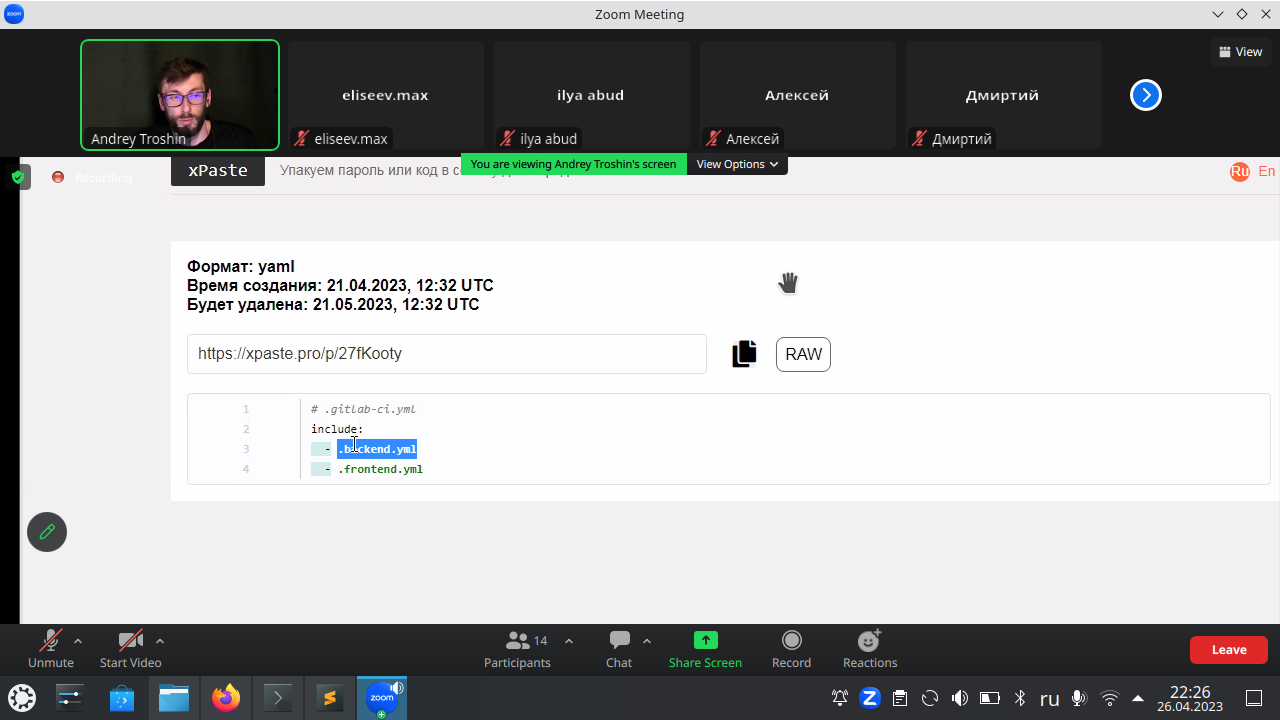 Zoom Meeting
View
eliseev.max
ilya abud
Алексей
Дмиртий
Andrey Troshin
eliseev.max
ilya abud
Алексей
Дмиртий
You are viewing Andrey Troshin's screen
View Options
Recording
xPaste
Упакуем пароль или код в
Ru
En
Формат: yaml
Время создания: 21.04.2023, 12:32 UTC
Будет удалена: 21.05.2023, 12:32 UTC
https://xpaste.pro/p/27fKooty
RAW
1 # .gitlab-ci.yml
2 include:
3 - .backend.yml
4 - .frontend.yml
14
Unmute
Start Video
Participants
Chat
Share Screen
Record
Reactions
Leave
zoom
ru
22:26
26.04.2023